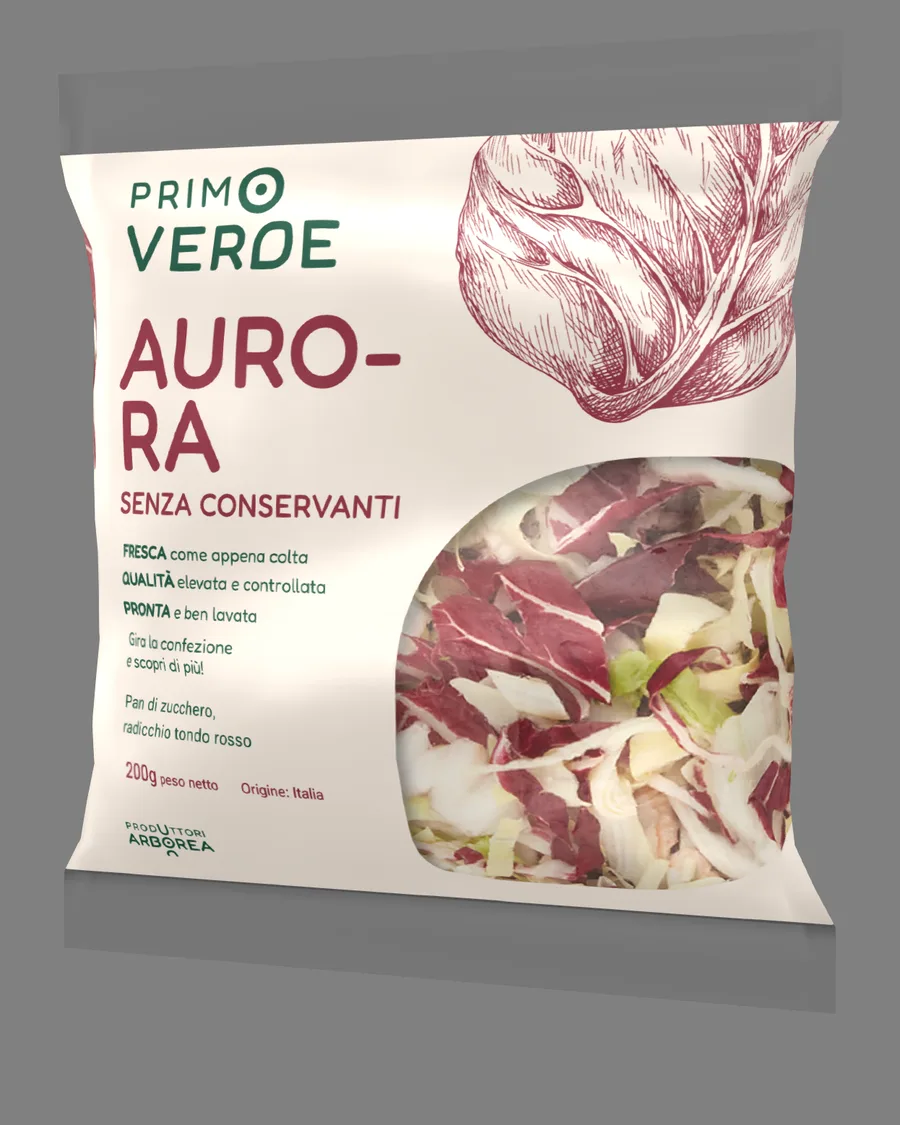 PRIMO
VERDE
AURO-
RA
SENZA CONSERVANTI
FRESCA come appena colta
QUALITÀ elevata e controllata
PRONTA e ben lavata
Gira la confezione
e scopri di più!
Pan di zucchero,
radicchio tondo rosso
200g peso netto Origine: Italia
PRODUTTORI
ARBOREA